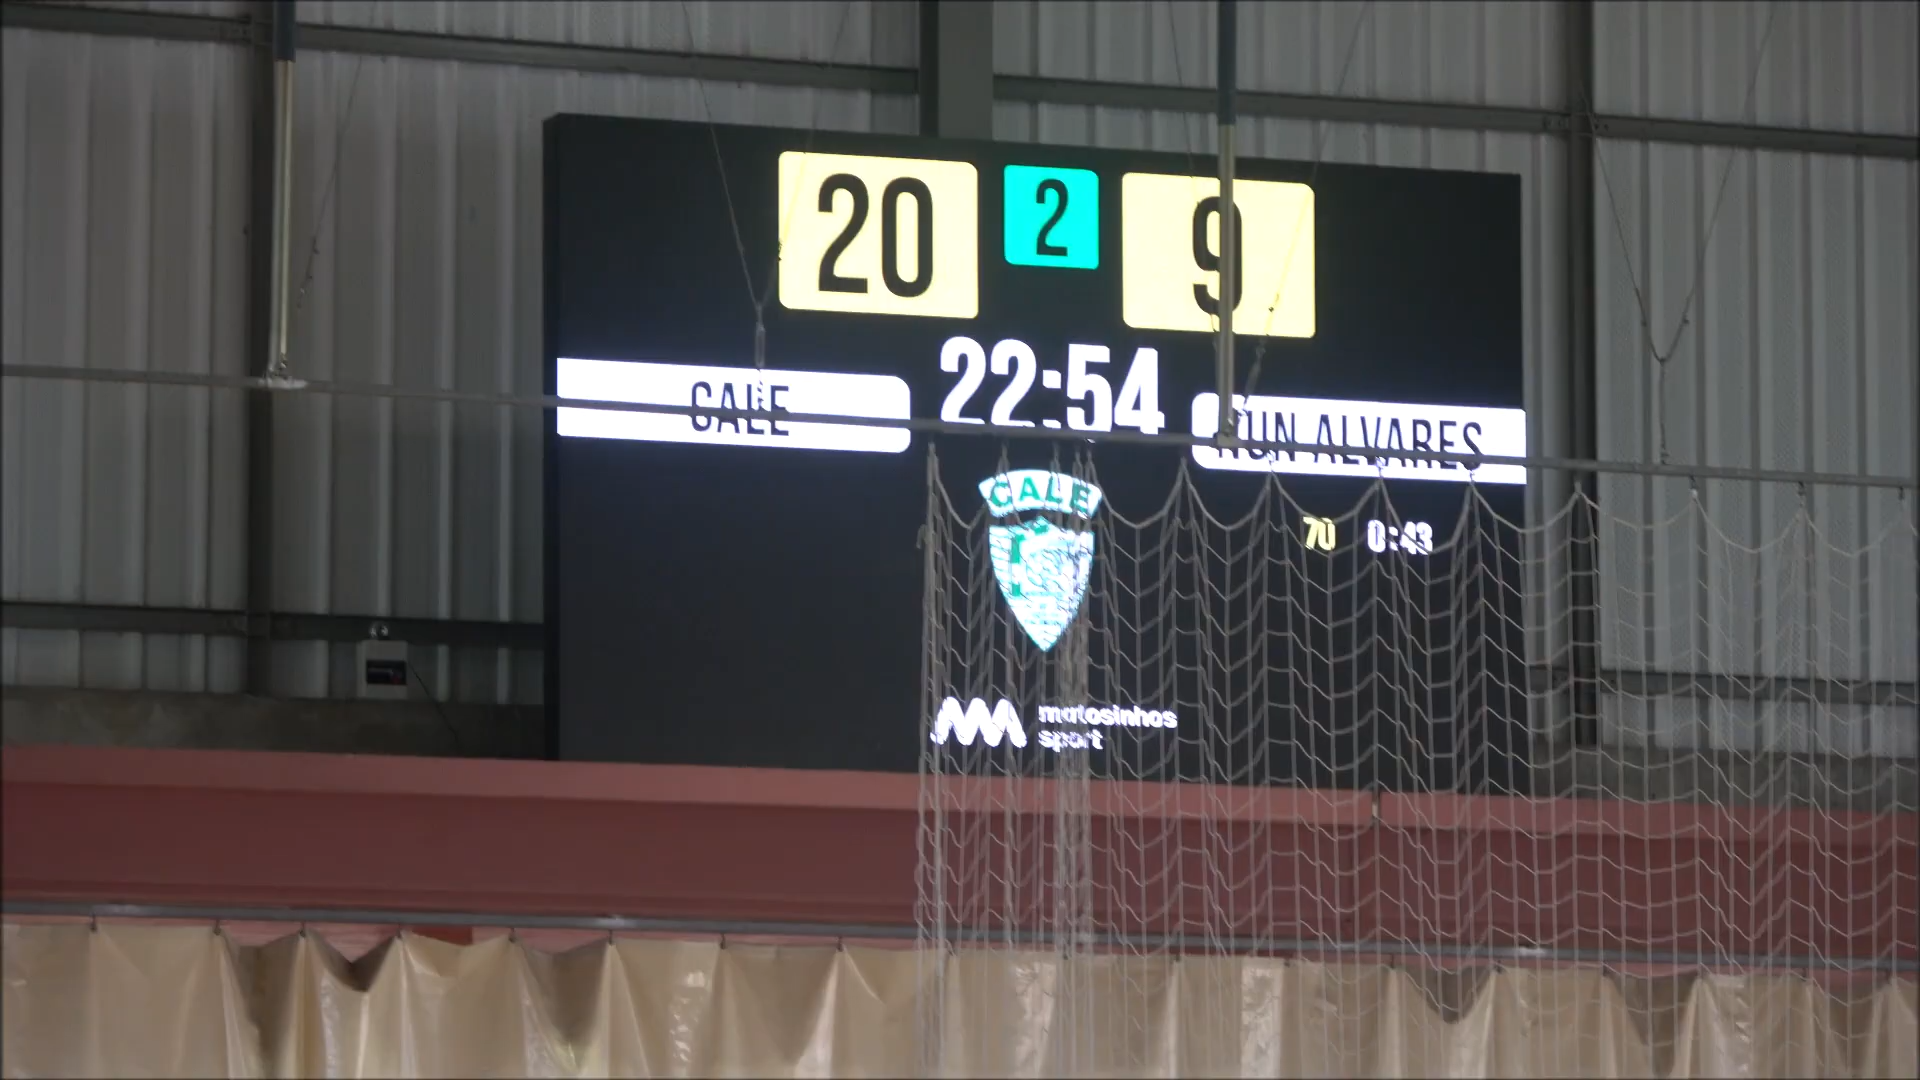 20 2 9
22:54
CALE
NUN ALVARES
CALE
70 0:43
matosinhos
sport